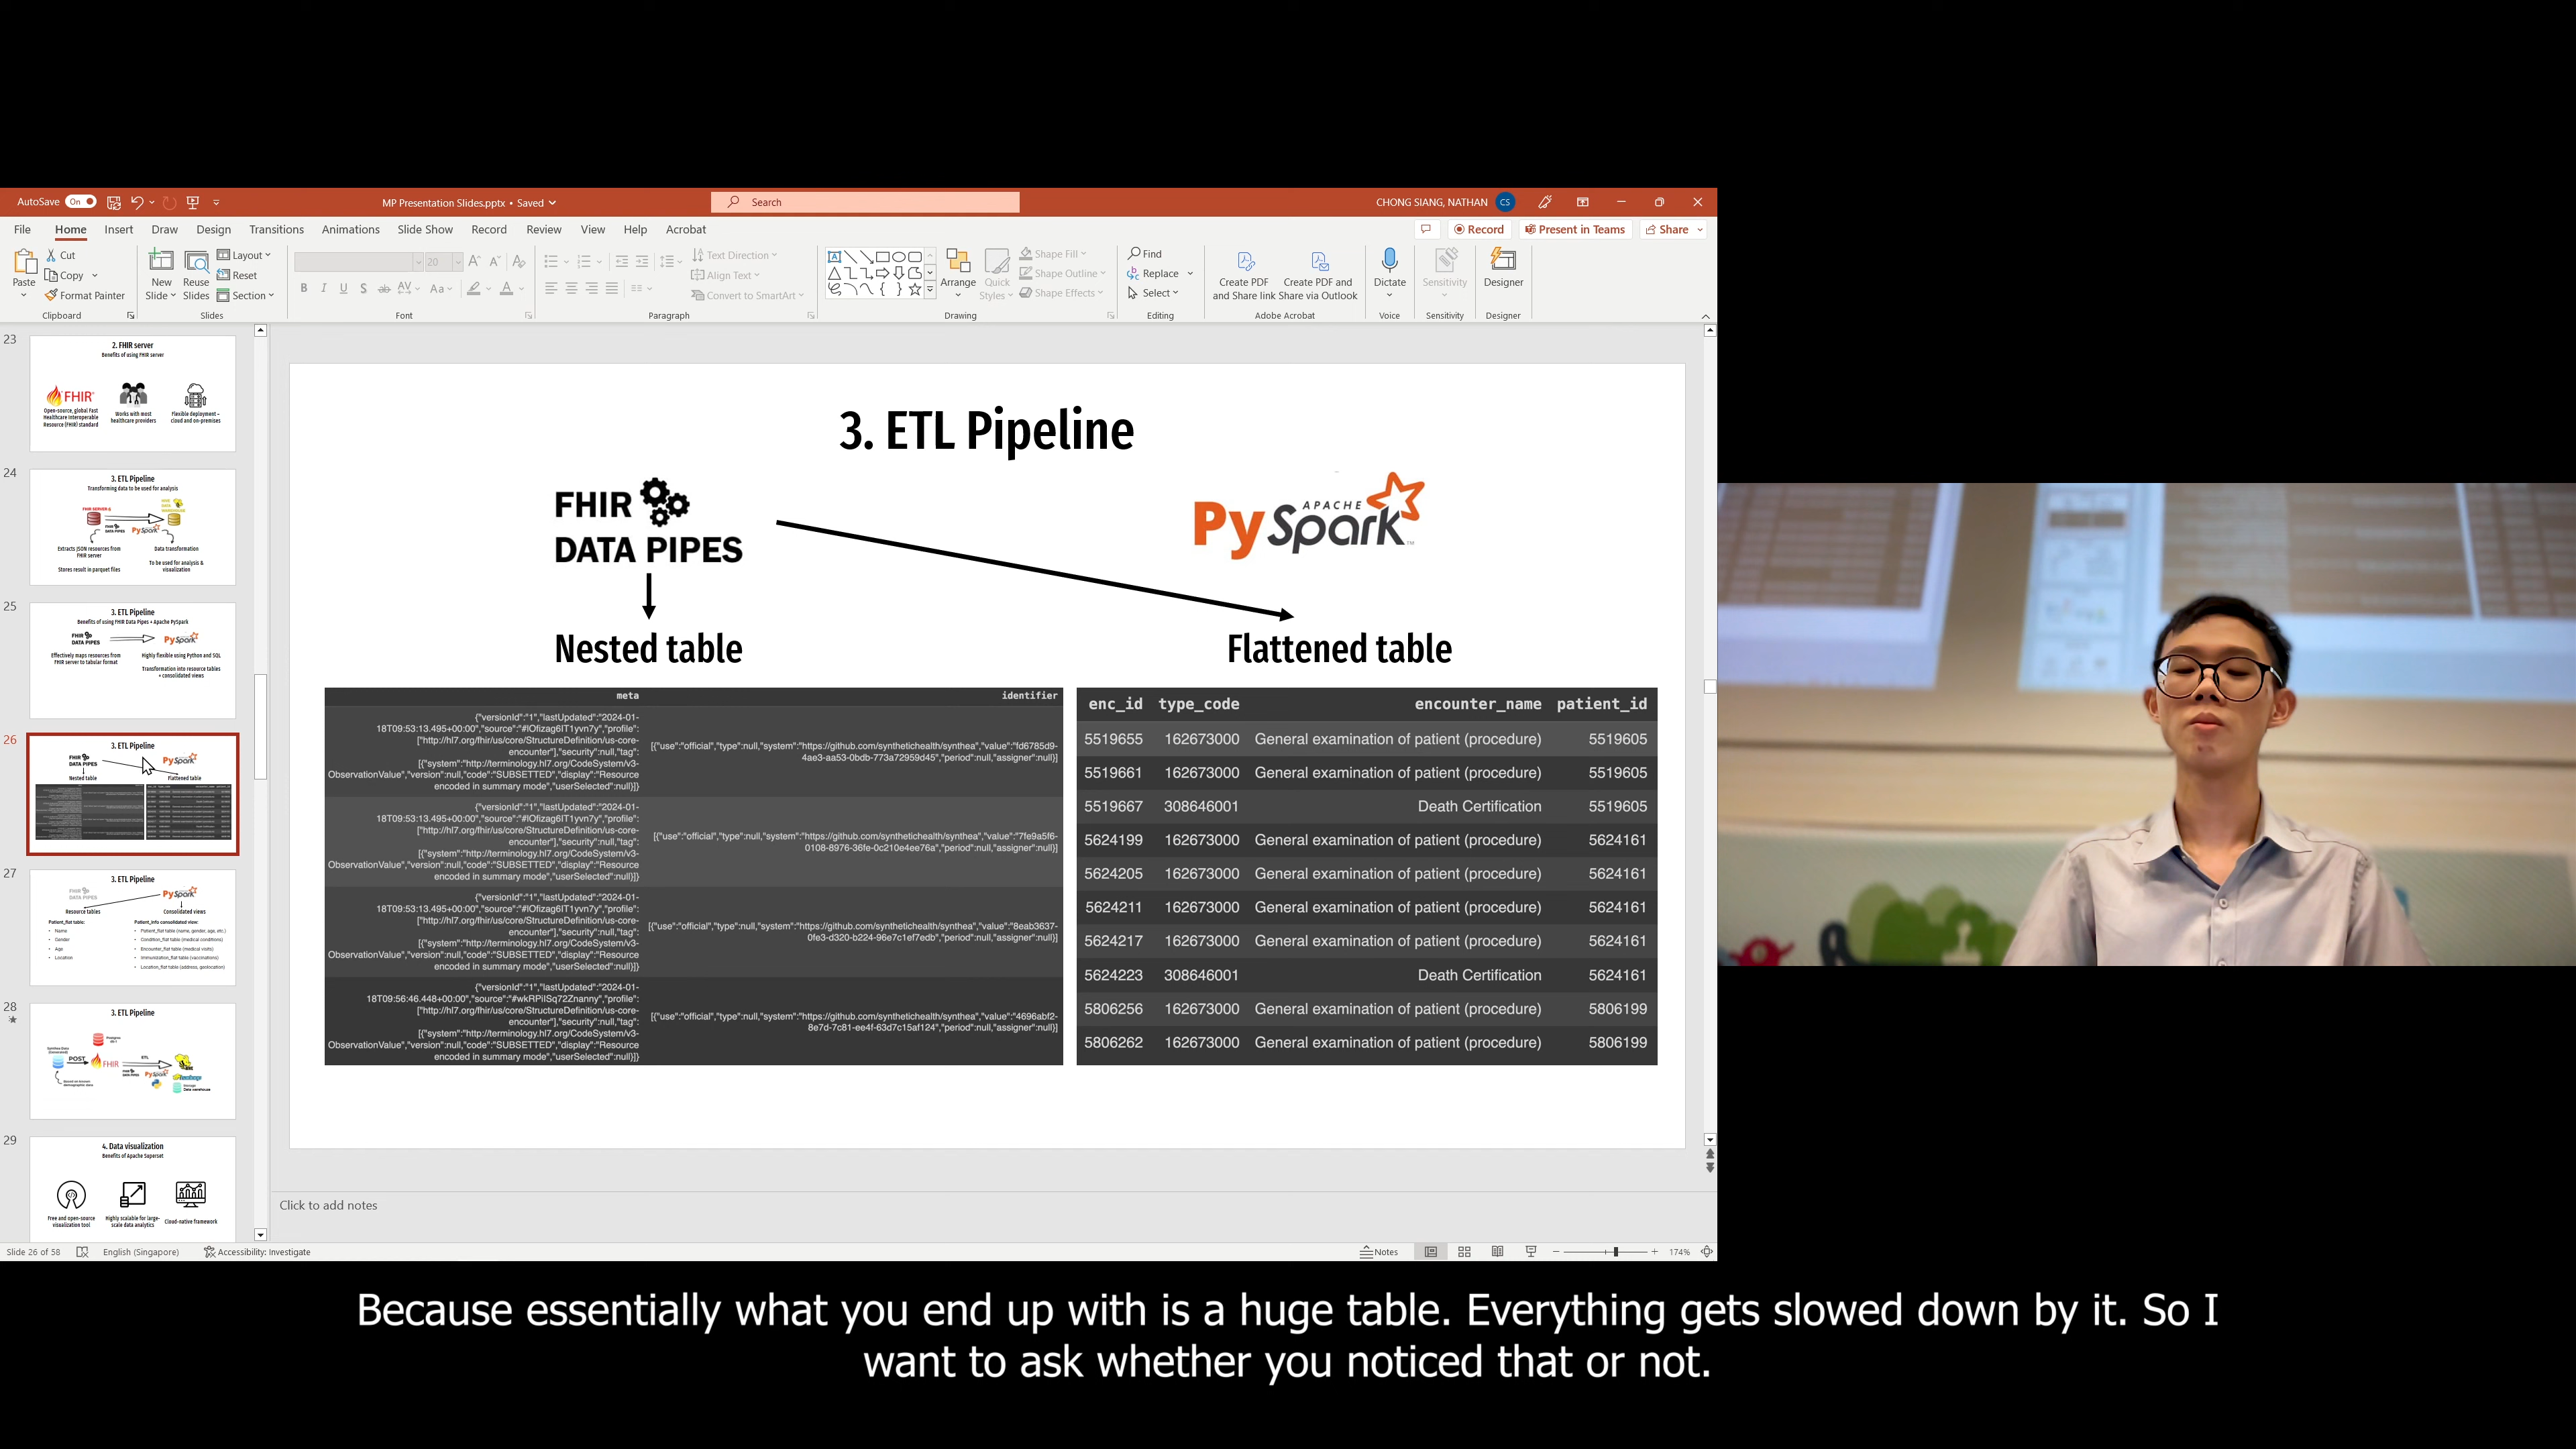 AutoSave On
MP Presentation Slides.pptx • Saved
Search
CHONG SIANG, NATHAN CS
File Home Insert Draw Design Transitions Animations Slide Show Record Review View Help Acrobat
Record Present in Teams Share
Paste
Cut
Copy
Format Painter
Clipboard
New Slide
Reuse Slides
Layout
Reset
Section
Slides
20
Font
Text Direction
Align Text
Convert to SmartArt
Paragraph
Arrange
Quick Styles
Shape Fill
Shape Outline
Shape Effects
Drawing
Find
Replace
Select
Editing
Create PDF and Share link
Create PDF and Share via Outlook
Adobe Acrobat
Dictate
Voice
Sensitivity
Sensitivity
Designer
Designer
23
2. FHIR server
Benefits of using FHIR server
FHIR
Open-source, global Fast
Healthcare Interoperable
Resource (FHIR) standard
Works with most
healthcare providers
Flexible deployment –
cloud and on-premises
24
3. ETL Pipeline
Transforming data to be used for analysis
FHIR DATA PIPES
PySpark
Extracts JSON resources from
FHIR server
Stores result in parquet files
Data transformation
To be used for analysis &
visualization
25
3. ETL Pipeline
Benefits of using FHIR Data Pipes + Apache PySpark
FHIR DATA PIPES
PySpark
Effectively maps resources from
FHIR server to tabular format
Highly flexible using Python and SQL
Transformation into resource tables
+ consolidated views
26
3. ETL Pipeline
FHIR DATA PIPES
PySpark
Nested table
Flattened table
27
3. ETL Pipeline
FHIR DATA PIPES
PySpark
Resource tables
Consolidated views
Patient_flat table:
• Name
• Gender
• Age
• Location
Patient_info consolidated view:
• Patient_flat table (name, gender, age, etc.)
• Condition_flat table (medical conditions)
• Encounter_flat table (medical visits)
• Immunization_flat table (vaccinations)
• Location_flat table (address, geolocation)
28
3. ETL Pipeline
POST
FHIR
ETL
PySpark
29
4. Data visualization
Benefits of Apache Superset
Free and open-source
visualization tool
Highly scalable for large-
scale data analytics
Cloud-native framework
3. ETL Pipeline
FHIR
DATA PIPES
APACHE
PySpark
Nested table
Flattened table
meta identifier
{"versionId":"1","lastUpdated":"2024-01-
18T09:53:13.495+00:00","source":"#IOfizag6IT1yvn7y","profile":
["http://hl7.org/fhir/us/core/StructureDefinition/us-core-
encounter"],"security":null,"tag":
[{"system":"http://terminology.hl7.org/CodeSystem/v3-
ObservationValue","version":null,"code":"SUBSETTED","display":"Resource
encoded in summary mode","userSelected":null}]}
[{"use":"official","type":null,"system":"https://github.com/synthetichealth/synthea","value":"fd6785d9-
4ae3-aa53-0bdb-773a72959d45","period":null,"assigner":null}]
{"versionId":"1","lastUpdated":"2024-01-
18T09:53:13.495+00:00","source":"#IOfizag6IT1yvn7y","profile":
["http://hl7.org/fhir/us/core/StructureDefinition/us-core-
encounter"],"security":null,"tag":
[{"system":"http://terminology.hl7.org/CodeSystem/v3-
ObservationValue","version":null,"code":"SUBSETTED","display":"Resource
encoded in summary mode","userSelected":null}]}
[{"use":"official","type":null,"system":"https://github.com/synthetichealth/synthea","value":"7fe9a5f6-
0108-8976-36fe-0c210e4ee76a","period":null,"assigner":null}]
{"versionId":"1","lastUpdated":"2024-01-
18T09:53:13.495+00:00","source":"#IOfizag6IT1yvn7y","profile":
["http://hl7.org/fhir/us/core/StructureDefinition/us-core-
encounter"],"security":null,"tag":
[{"system":"http://terminology.hl7.org/CodeSystem/v3-
ObservationValue","version":null,"code":"SUBSETTED","display":"Resource
encoded in summary mode","userSelected":null}]}
[{"use":"official","type":null,"system":"https://github.com/synthetichealth/synthea","value":"8eab3637-
0fe3-d320-b224-96e7c1ef7edb","period":null,"assigner":null}]
{"versionId":"1","lastUpdated":"2024-01-
18T09:56:46.448+00:00","source":"#wkRPiISq72Znanny","profile":
["http://hl7.org/fhir/us/core/StructureDefinition/us-core-
encounter"],"security":null,"tag":
[{"system":"http://terminology.hl7.org/CodeSystem/v3-
ObservationValue","version":null,"code":"SUBSETTED","display":"Resource
encoded in summary mode","userSelected":null}]}
[{"use":"official","type":null,"system":"https://github.com/synthetichealth/synthea","value":"4696abf2-
8e7d-7c81-ee4f-63d7c15af124","period":null,"assigner":null}]
enc_id type_code encounter_name patient_id
5519655 162673000 General examination of patient (procedure) 5519605
5519661 162673000 General examination of patient (procedure) 5519605
5519667 308646001 Death Certification 5519605
5624199 162673000 General examination of patient (procedure) 5624161
5624205 162673000 General examination of patient (procedure) 5624161
5624211 162673000 General examination of patient (procedure) 5624161
5624217 162673000 General examination of patient (procedure) 5624161
5624223 308646001 Death Certification 5624161
5806256 162673000 General examination of patient (procedure) 5806199
5806262 162673000 General examination of patient (procedure) 5806199
Click to add notes
Slide 26 of 58 English (Singapore) Accessibility: Investigate Notes 174%
Because essentially what you end up with is a huge table. Everything gets slowed down by it. So I
want to ask whether you noticed that or not.